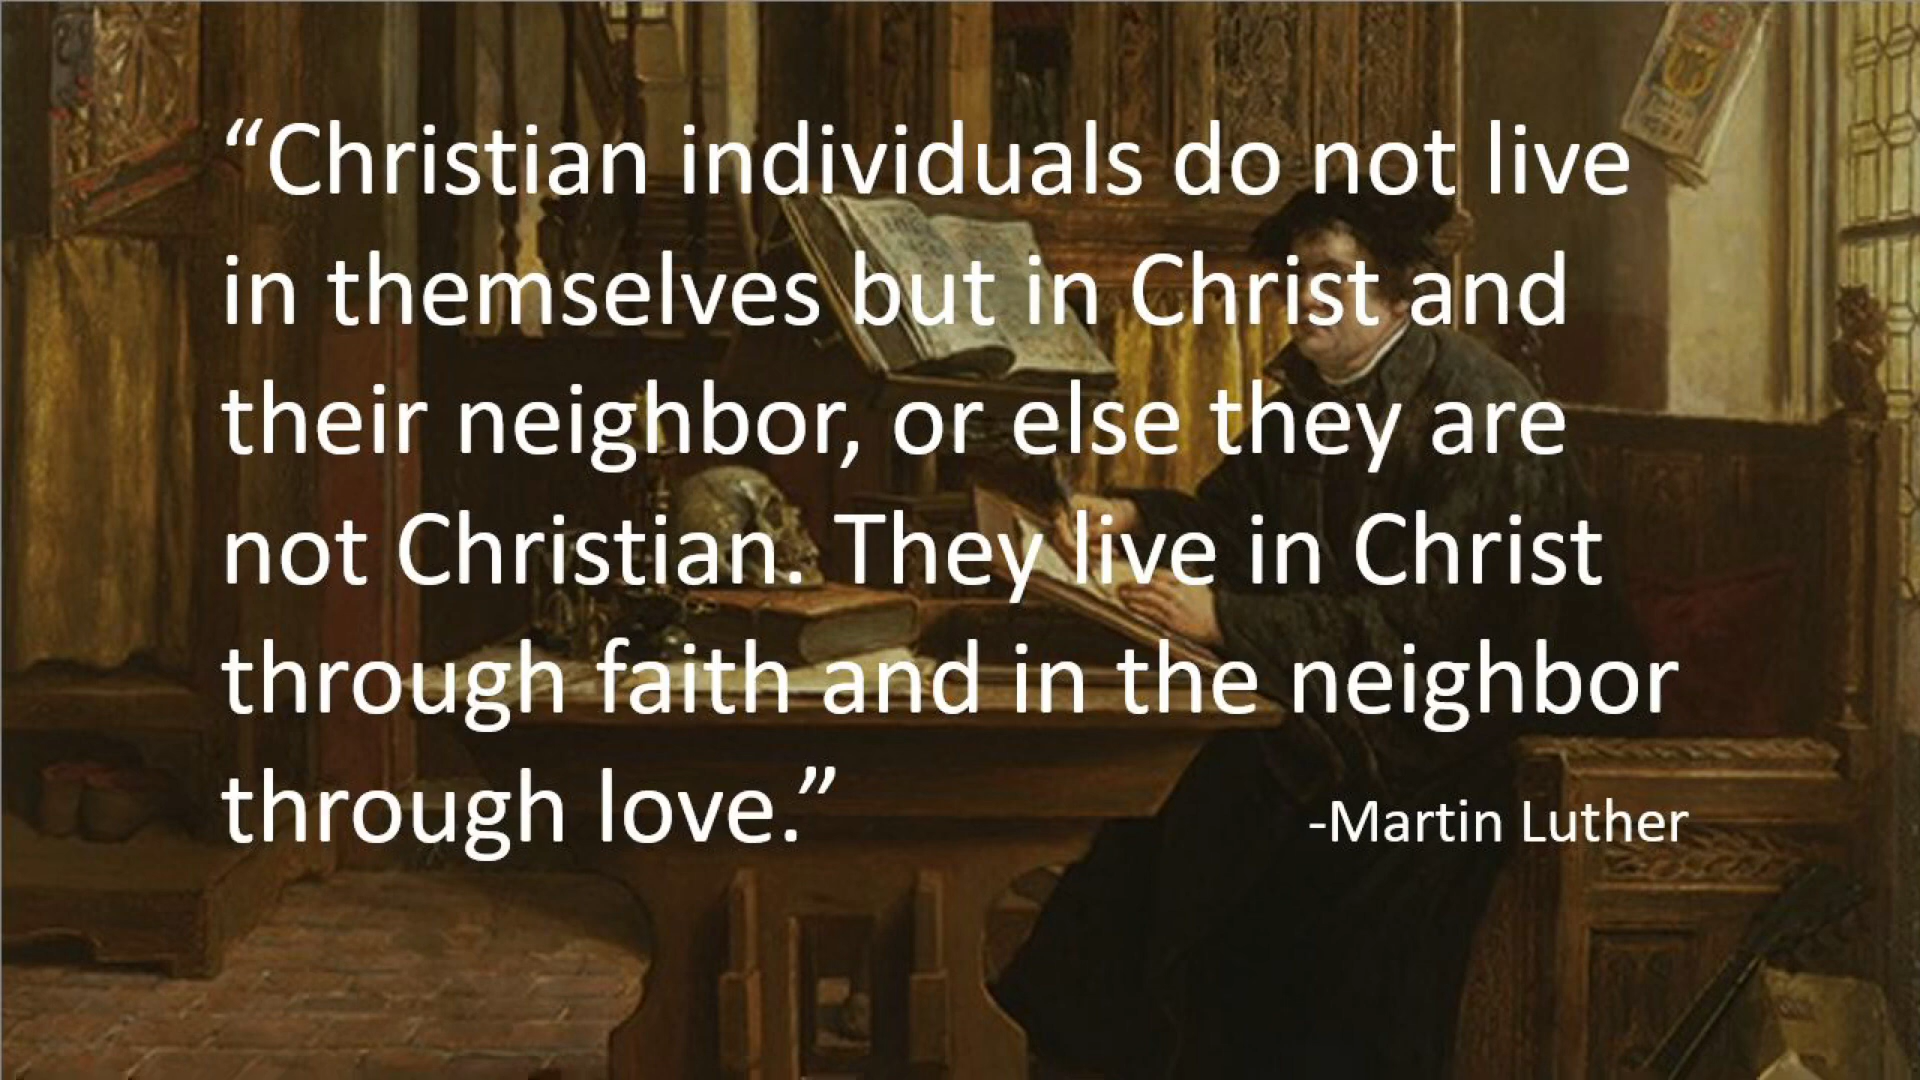 “Christian individuals do not live
in themselves but in Christ and
their neighbor, or else they are
not Christian. They live in Christ
through faith and in the neighbor
through love.”
-Martin Luther